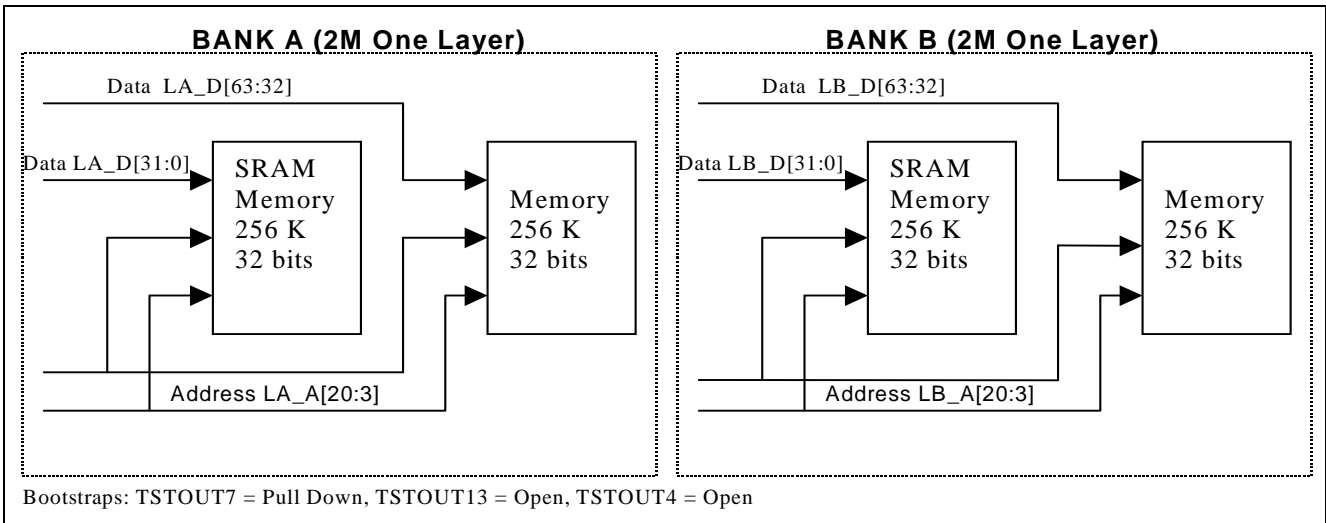 BANK A (2M One Layer)
Data LA_D[63:32]
Data LA_D[31:0]
SRAM
Memory
256 K
32 bits
Memory
256 K
32 bits
Address LA_A[20:3]
BANK B (2M One Layer)
Data LB_D[63:32]
Data LB_D[31:0]
SRAM
Memory
256 K
32 bits
Memory
256 K
32 bits
Address LB_A[20:3]
Bootstraps: TSTOUT7 = Pull Down, TSTOUT13 = Open, TSTOUT4 = Open